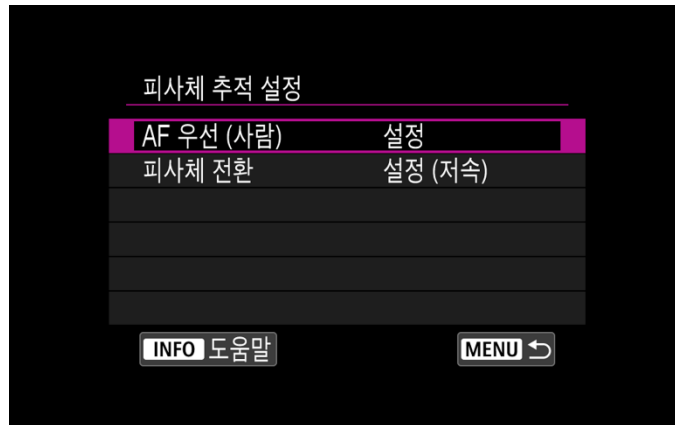 피사체 추적 설정
AF 우선 (사람) 설정
피사체 전환 설정 (저속)
INFO 도움말 MENU